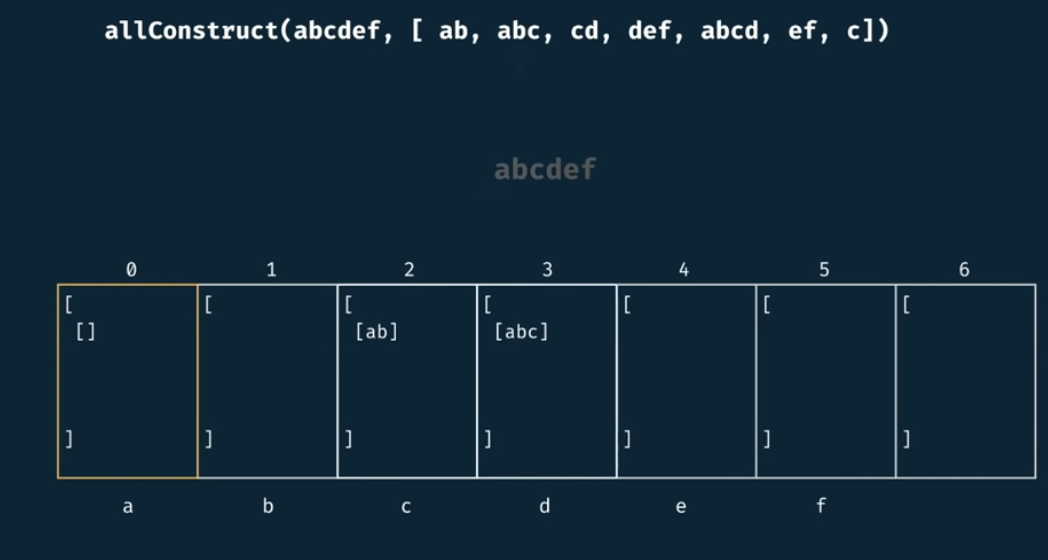 allConstruct(abcdef, [ ab, abc, cd, def, abcd, ef, c])
abcdef
0 1 2 3 4 5 6
[ [ [ [ [ [ [
[] [ab] [abc]
] ] ] ] ] ] ]
a b c d e f